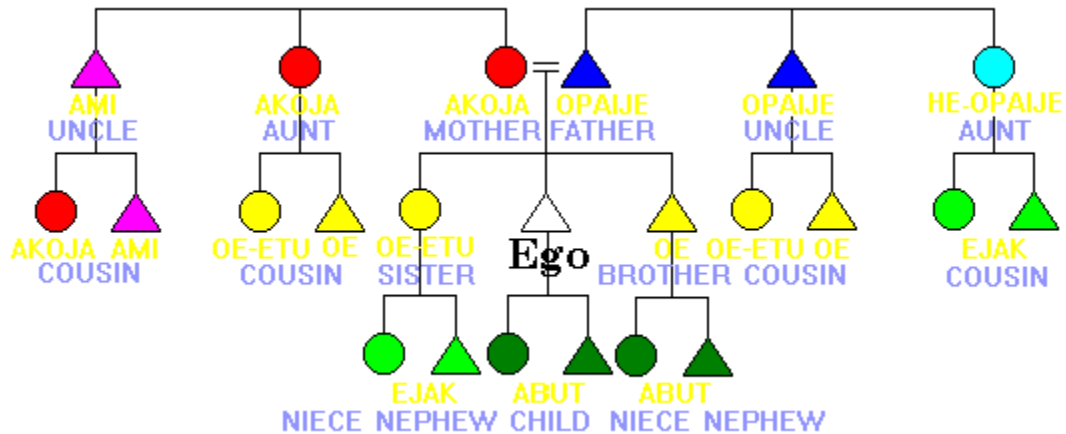 AMI AKOJA AKOJA OPAIJE OPAIJE HE-OPAIJE
UNCLE AUNT MOTHER FATHER UNCLE AUNT
AKOJA AMI OE-ETU OE OE-ETU OE OE-ETU OE EJAK
COUSIN COUSIN SISTER Ego BROTHER COUSIN COUSIN
EJAK ABUT ABUT
NIECE NEPHEW CHILD NIECE NEPHEW